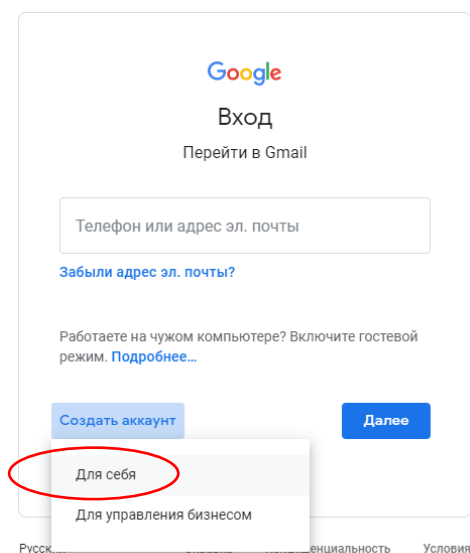 Google
Вход
Перейти в Gmail
Телефон или адрес эл. почты
Забыли адрес эл. почты?
Работаете на чужом компьютере? Включите гостевой
режим. Подробнее...
Создать аккаунт Далее
Для себя
Для управления бизнесом
Условия